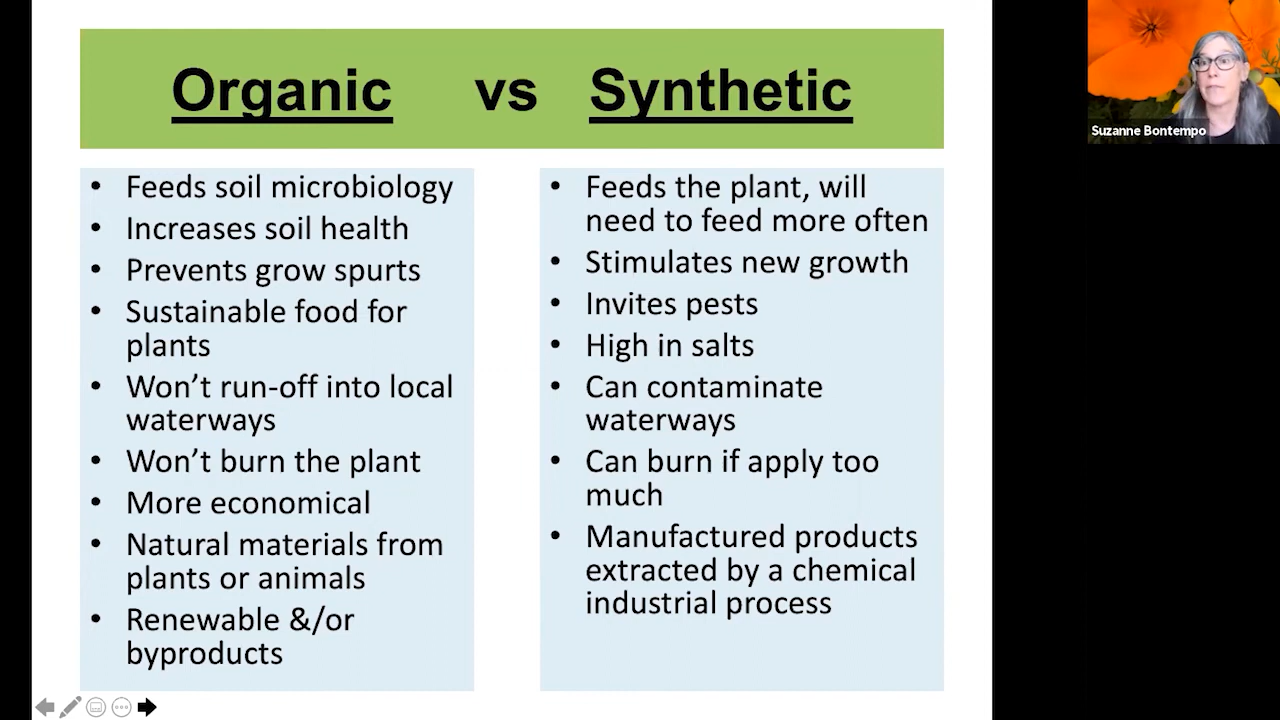 Organic vs Synthetic
• Feeds soil microbiology
• Increases soil health
• Prevents grow spurts
• Sustainable food for
plants
• Won't run-off into local
waterways
• Won't burn the plant
• More economical
• Natural materials from
plants or animals
• Renewable &/or
byproducts
• Feeds the plant, will
need to feed more often
• Stimulates new growth
• Invites pests
• High in salts
• Can contaminate
waterways
• Can burn if apply too
much
• Manufactured products
extracted by a chemical
industrial process
Suzanne Bontempo